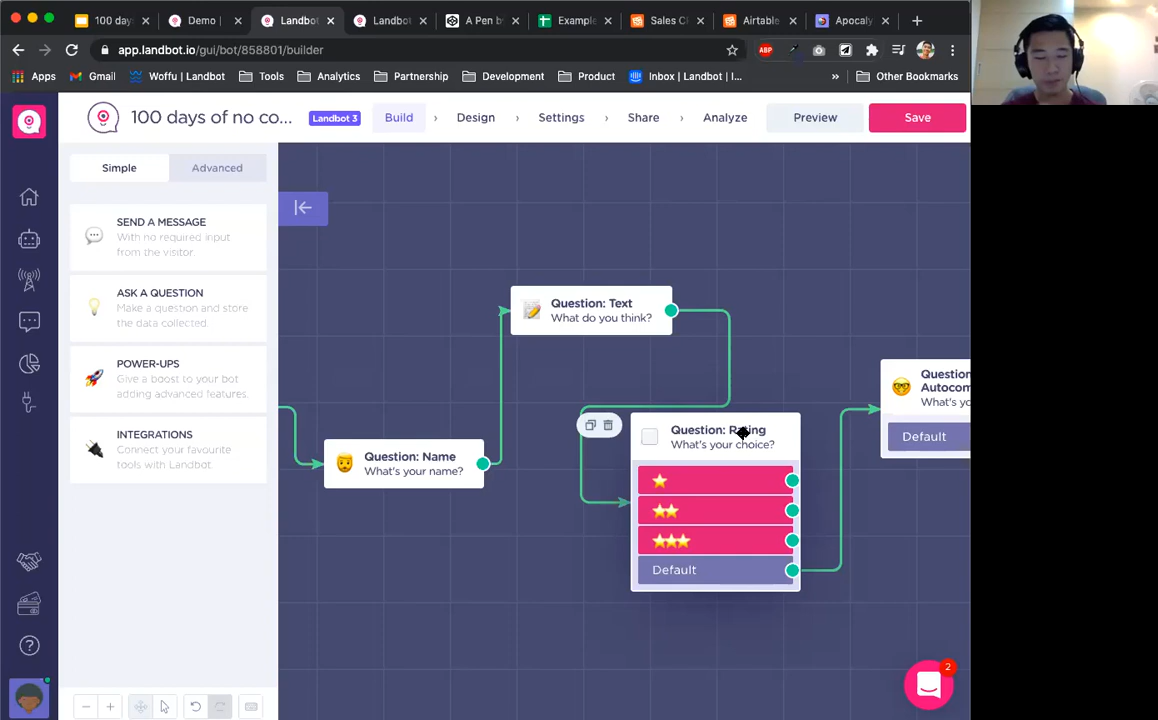 100 days
Demo |
Landbot
Landbot
A Pen by
Example
Sales Cl
Airtable
Apocaly
app.landbot.io/gui/bot/858801/builder
ABP
Apps
Gmail
Woffu | Landbot
Tools
Analytics
Partnership
Development
Product
Inbox | Landbot | I...
»
Other Bookmarks
100 days of no co...
Landbot 3
Build
Design
Settings
Share
Analyze
Preview
Save
Simple
Advanced
SEND A MESSAGE
With no required input
from the visitor.
ASK A QUESTION
Make a question and store
the data collected.
POWER-UPS
Give a boost to your bot
adding advanced features.
INTEGRATIONS
Connect your favourite
tools with Landbot
Question: Text
What do you think?
Question: Name
What's your name?
Question: Rating
What's your choice?
Default
Question
Autocom
What's yo
Default
2